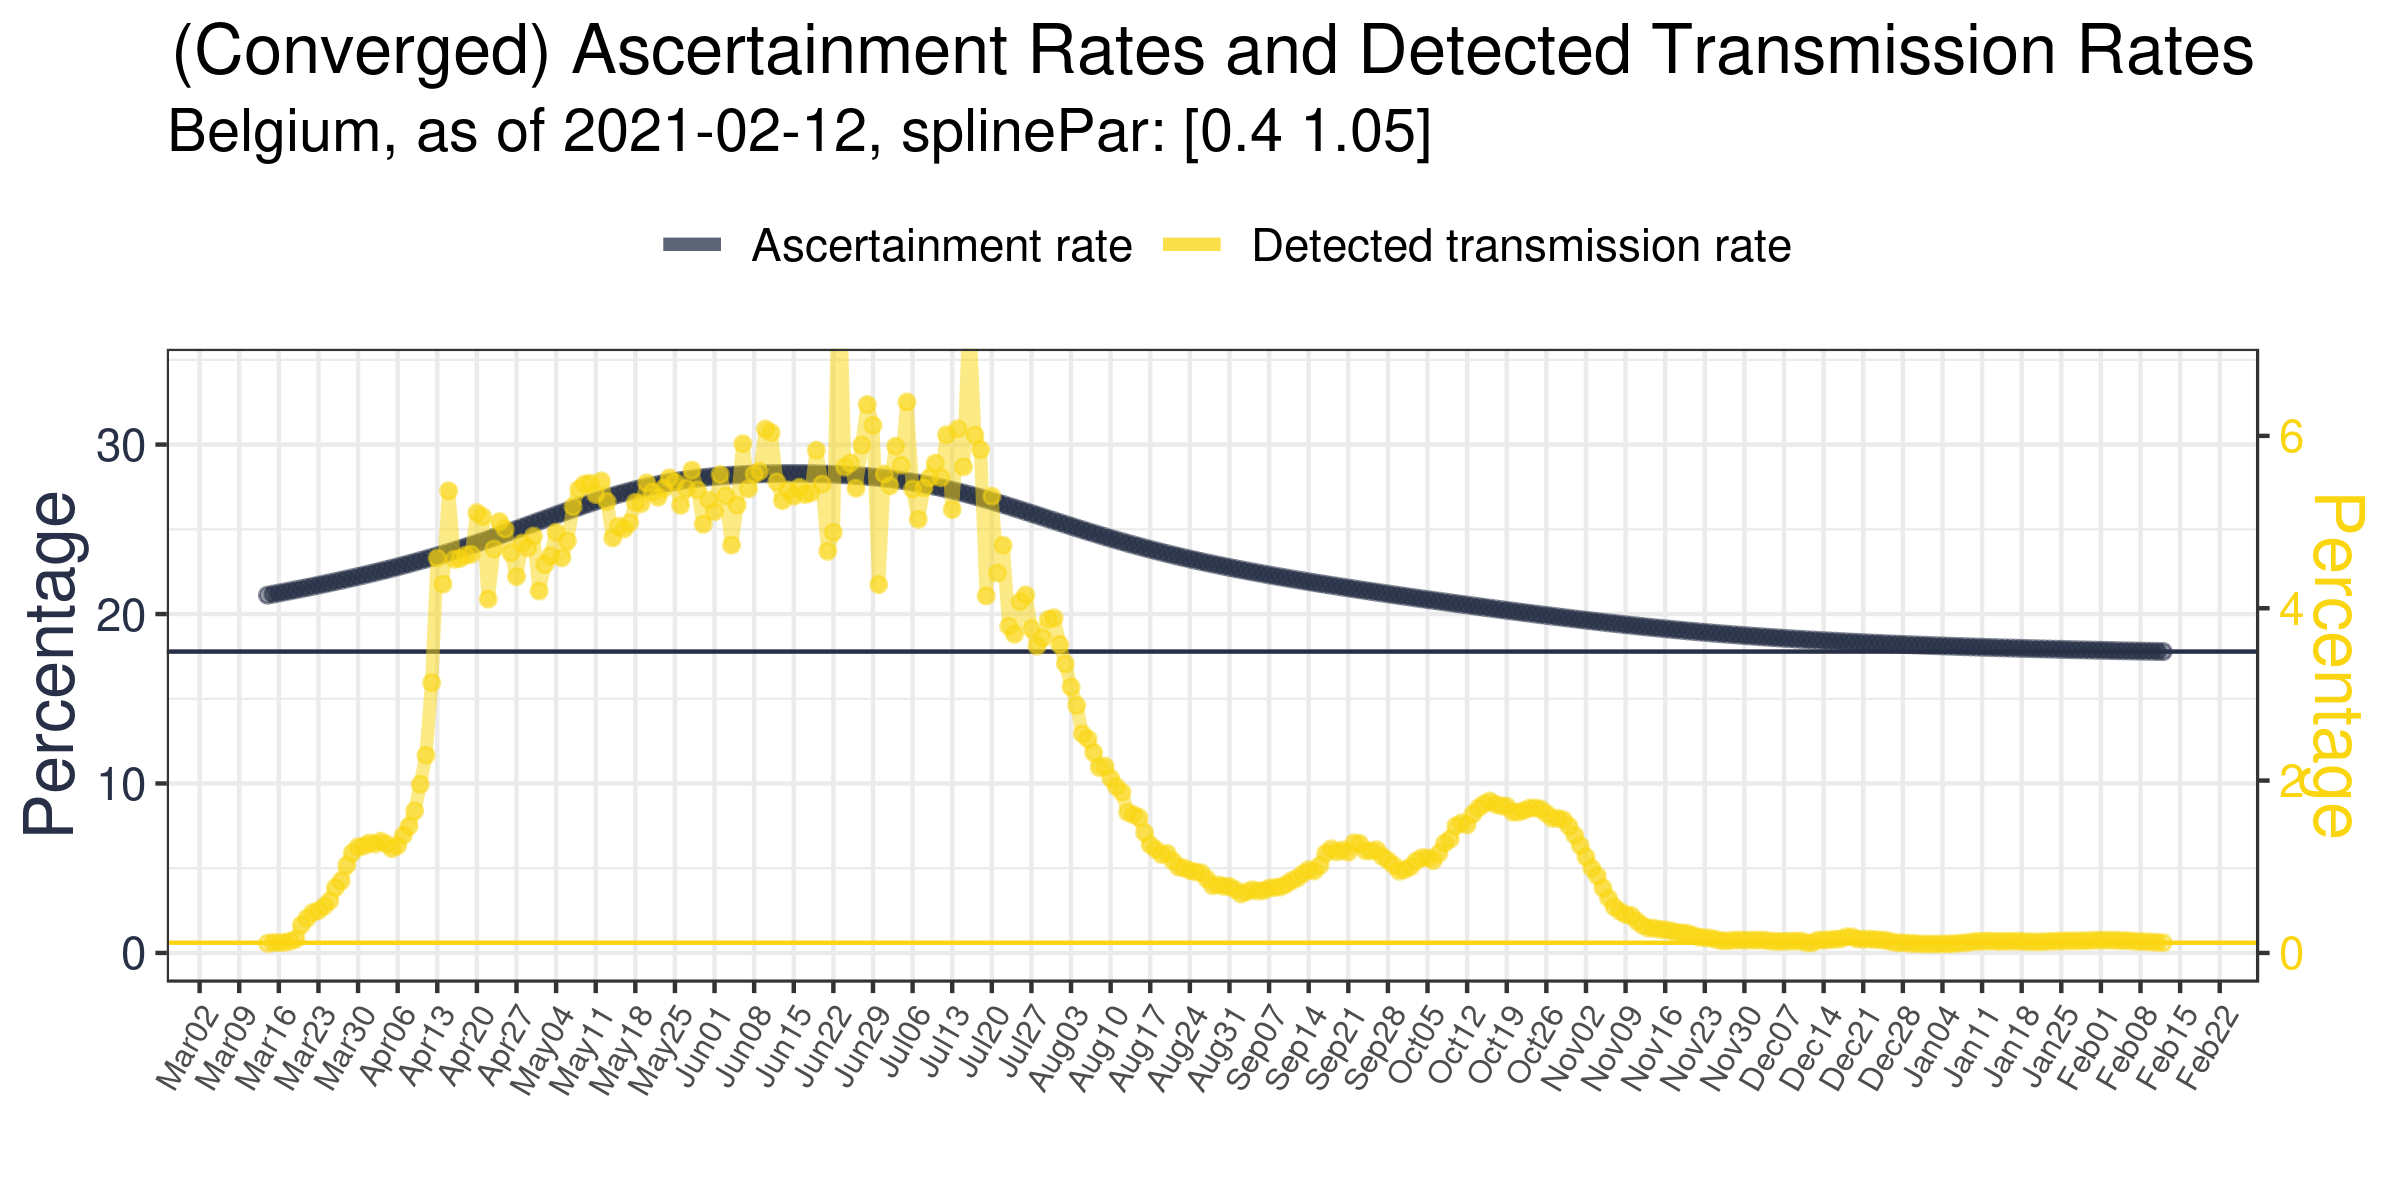 (Converged) Ascertainment Rates and Detected Transmission Rates
Belgium, as of 2021-02-12, splinePar: [0.4 1.05]
Ascertainment rate
Detected transmission rate
Percentage
30
20
10
0
6
4
2
0
Percentage
Mar02
Mar09
Mar16
Mar23
Mar30
Apr06
Apr13
Apr20
Apr27
May04
May11
May18
May25
Jun01
Jun08
Jun15
Jun22
Jun29
Jul06
Jul13
Jul20
Jul27
Aug03
Aug10
Aug17
Aug24
Aug31
Sep07
Sep14
Sep21
Sep28
Oct05
Oct12
Oct19
Oct26
Nov02
Nov09
Nov16
Nov23
Nov30
Dec07
Dec14
Dec21
Dec28
Jan04
Jan11
Jan18
Jan25
Feb01
Feb08
Feb15
Feb22